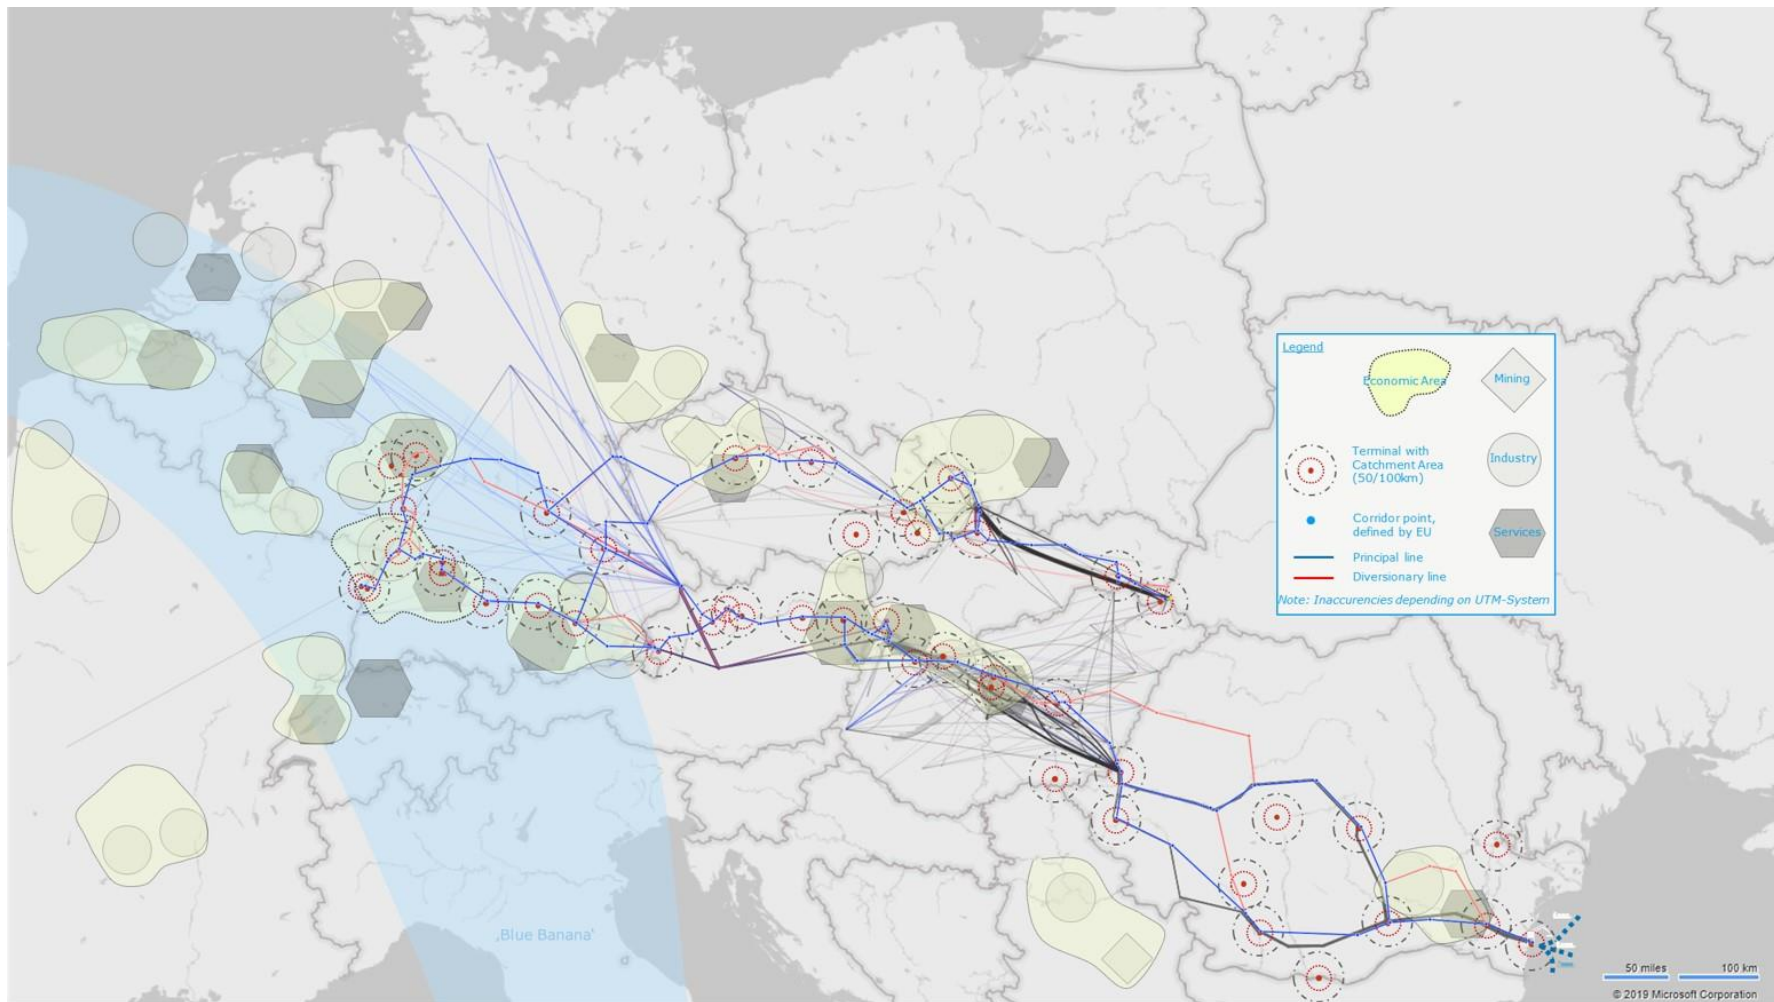 Legend
Economic Area
Mining
Terminal with
Catchment Area
(50/100km)
Industry
Corridor point,
defined by EU
Services
Principal line
Diversionary line
Note: Inaccurencies depending on UTM-System
‚Blue Banana‘
50 miles
100 km
© 2019 Microsoft Corporation